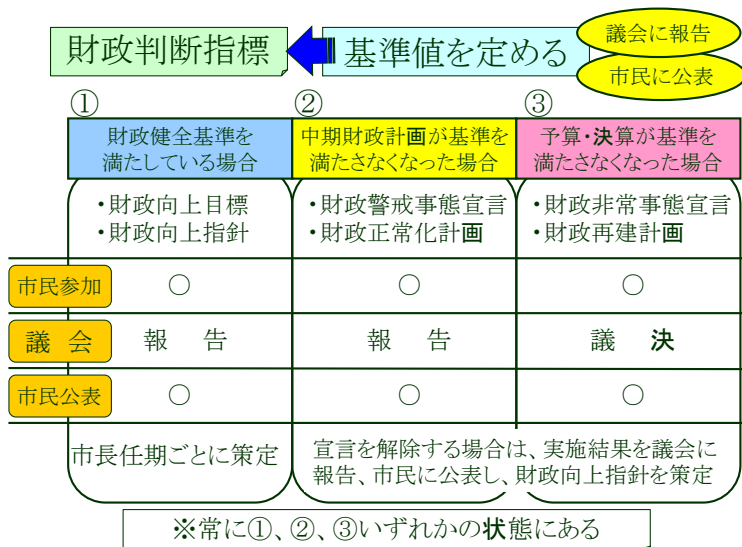 財政判断指標
基準値を定める
議会に報告
市民に公表
①
②
③
財政健全基準を
満たしている場合
中期財政計画が基準を
満たさなくなった場合
予算・決算が基準を
満たさなくなった場合
・財政向上目標
・財政向上指針
・財政警戒事態宣言
・財政正常化計画
・財政非常事態宣言
・財政再建計画
市民参加
○
○
○
議 会
報 告
報 告
議 決
市民公表
○
○
○
市長任期ごとに策定
宣言を解除する場合は、実施結果を議会に
報告、市民に公表し、財政向上指針を策定
※常に①、②、③いずれかの状態にある